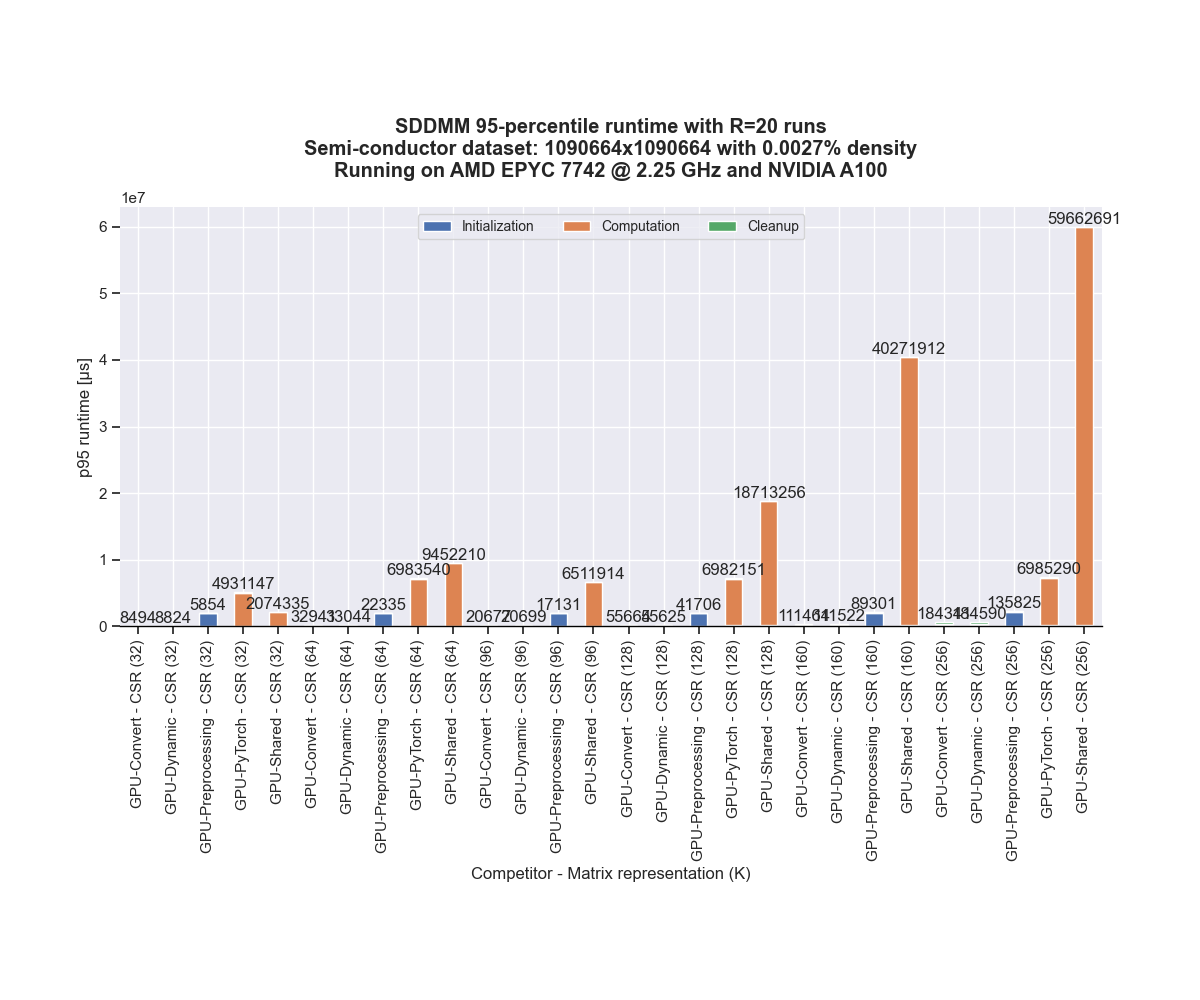 SDDMM 95-percentile runtime with R=20 runs
Semi-conductor dataset: 1090664x1090664 with 0.0027% density
Running on AMD EPYC 7742 @ 2.25 GHz and NVIDIA A100
1e7
Initialization
Computation
Cleanup
p95 runtime [µs]
6
5
4
3
2
1
0
8494
8824
5854
4931147
2074335
22335
6983540
9452210
17131
6511914
41706
6982151
18713256
89301
40271912
135825
6985290
59662691
GPU-Convert - CSR (32)
GPU-Dynamic - CSR (32)
GPU-Preprocessing - CSR (32)
GPU-PyTorch - CSR (32)
GPU-Shared - CSR (32)
GPU-Convert - CSR (64)
GPU-Dynamic - CSR (64)
GPU-Preprocessing - CSR (64)
GPU-PyTorch - CSR (64)
GPU-Shared - CSR (64)
GPU-Convert - CSR (96)
GPU-Dynamic - CSR (96)
GPU-Preprocessing - CSR (96)
GPU-Shared - CSR (96)
GPU-Convert - CSR (128)
GPU-Dynamic - CSR (128)
GPU-Preprocessing - CSR (128)
GPU-PyTorch - CSR (128)
GPU-Shared - CSR (128)
GPU-Convert - CSR (160)
GPU-Dynamic - CSR (160)
GPU-Preprocessing - CSR (160)
GPU-Shared - CSR (160)
GPU-Convert - CSR (256)
GPU-Dynamic - CSR (256)
GPU-Preprocessing - CSR (256)
GPU-PyTorch - CSR (256)
GPU-Shared - CSR (256)
Competitor - Matrix representation (K)